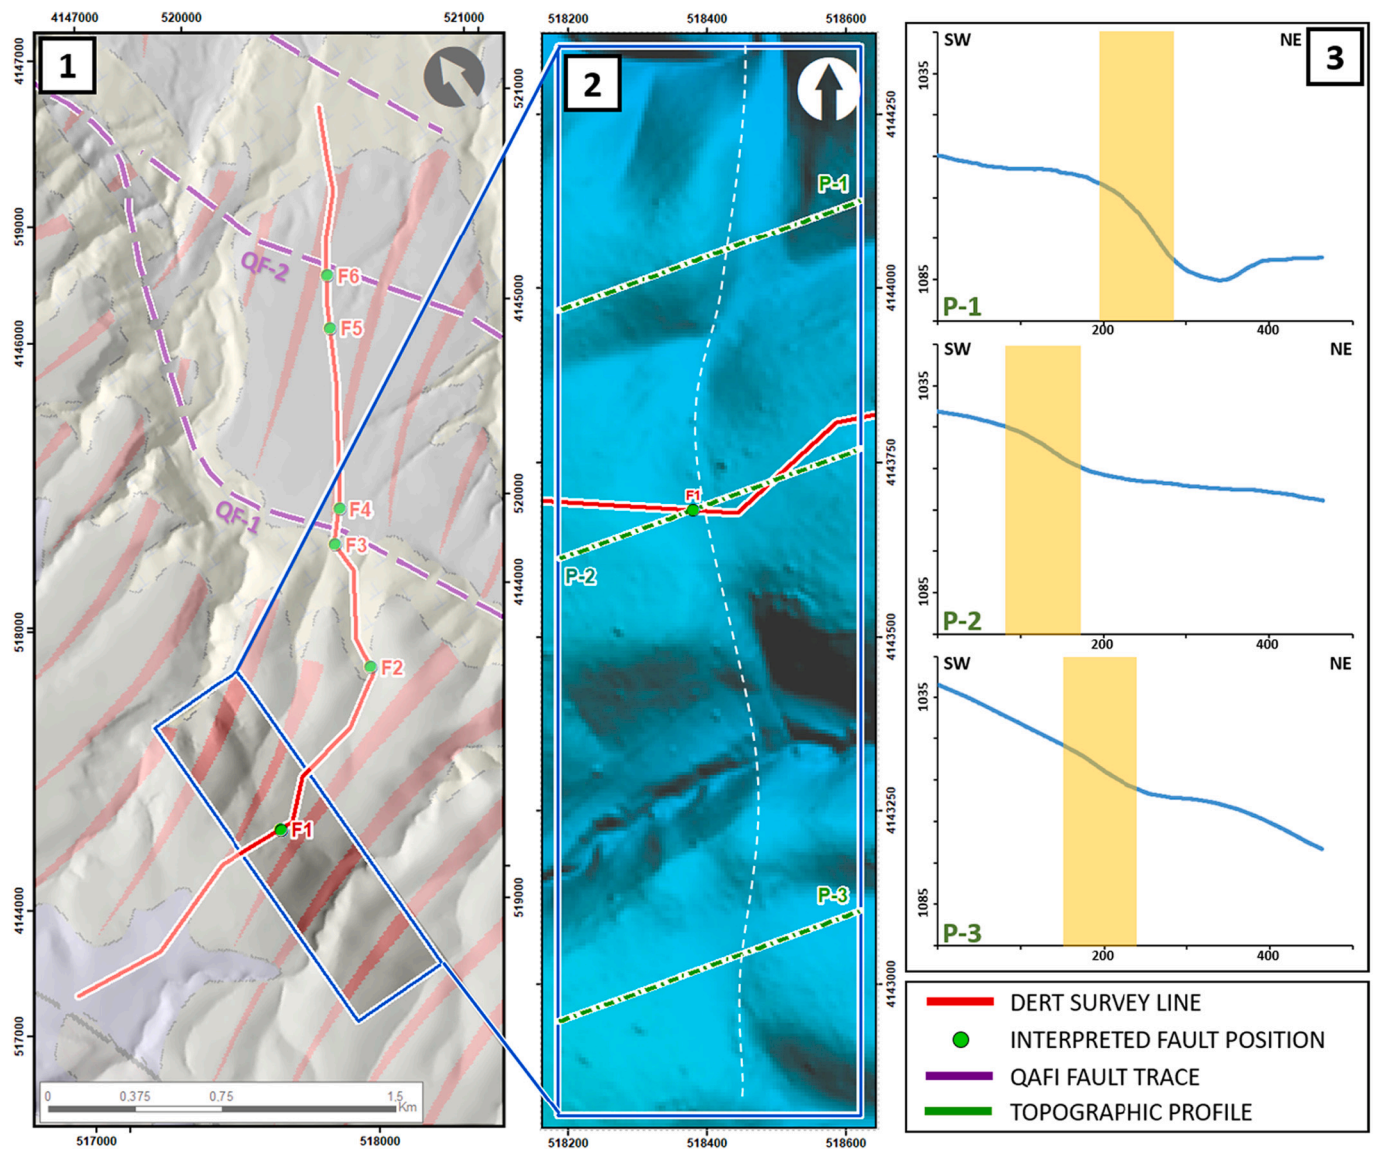 4147000
520000
521000
518200
518400
518600
1
2
3
4147000
519000
4146000
518000
4144000
517000
521000
4145000
520000
4144000
519000
QF-2
F6
F5
F4
QF-1
F3
F2
F1
0
0.375
0.75
1.5
Km
517000
518000
P-1
F1
P-2
P-3
4144250
4144000
4143750
4143500
4143250
4143000
518200
518400
518600
SW
NE
1035
1085
P-1
200
400
SW
NE
1035
1085
P-2
200
400
SW
NE
1035
1085
P-3
200
400
DERT SURVEY LINE
INTERPRETED FAULT POSITION
QAFI FAULT TRACE
TOPOGRAPHIC PROFILE